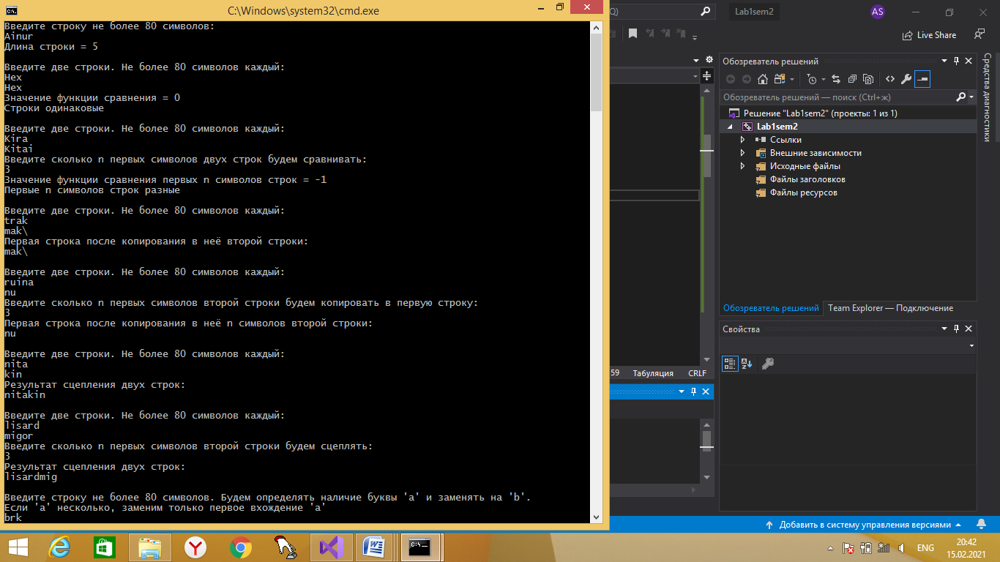 C:\Windows\system32\cmd.exe
Введите строку не более 80 символов:
Ainur
Длина строки = 5
Введите две строки. Не более 80 символов каждый:
Hex
Hex
Значение функции сравнения = 0
Строки одинаковые
Введите две строки. Не более 80 символов каждый:
Kira
Kitai
Введите сколько n первых символов двух строк будем сравнивать:
3
Значение функции сравнения первых n символов строк = -1
Первые n символов строк разные
Введите две строки. Не более 80 символов каждый:
trak
mak\
Первая строка после копирования в неё второй строки:
mak\
Введите две строки. Не более 80 символов каждый:
ruina
nu
Введите сколько n первых символов второй строки будем копировать в первую строку:
3
Первая строка после копирования в неё n символов второй строки:
nu
Введите две строки. Не более 80 символов каждый:
nita
kin
Результат сцепления двух строк:
nitakin
Введите две строки. Не более 80 символов каждый:
lisard
migor
Введите сколько n первых символов второй строки будем сцеплять:
3
Результат сцепления двух строк:
lisardmig
Введите строку не более 80 символов. Будем определять наличие буквы 'a' и заменять на 'b'.
Если 'a' несколько, заменим только первое вхождение 'a'
brk
Q)
Lab1sem2
AS
Live Share
Обозреватель решений
Обозреватель решений — поиск (Ctrl+ж)
Решение "Lab1sem2" (проекты: 1 из 1)
Lab1sem2
Ссылки
Внешние зависимости
Исходные файлы
Файлы заголовков
Файлы ресурсов
Обозреватель решений
Team Explorer — Подключение
Свойства
Средства диагностики
59
Табуляция
CRLF
Добавить в систему управления версиями
ENG
20:42
15.02.2021